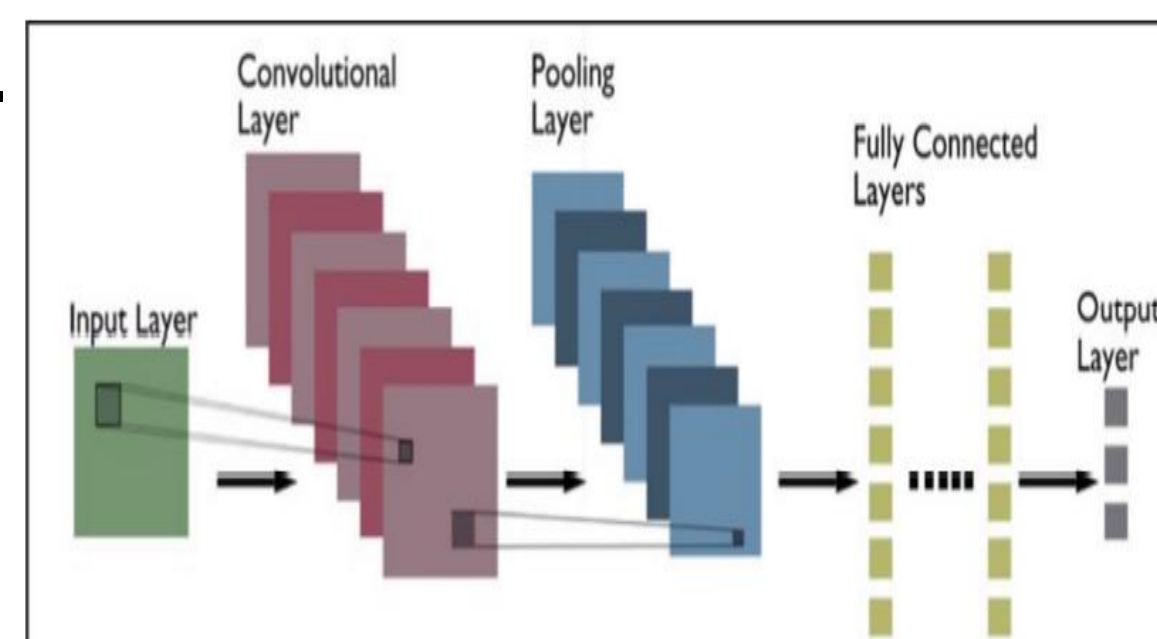 Convolutional
Layer
Pooling
Layer
Fully Connected
Layers
Input Layer
Output
Layer